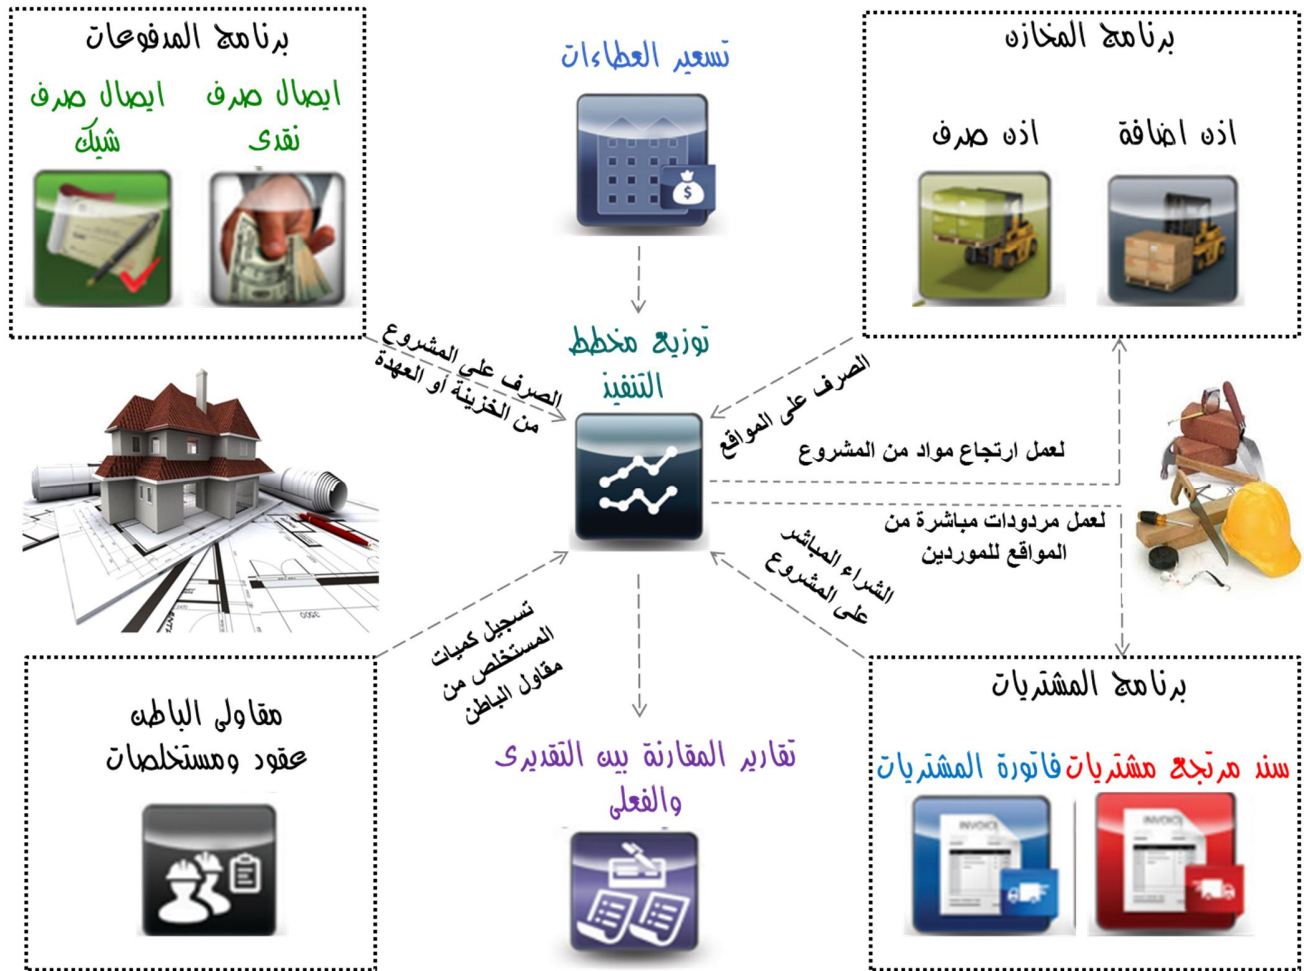 برنامج المدفوعات
ايصال صرف
نقدى
ايصال صرف
شيك
تسعير العطاءات
برنامج المخازن
اذن اضافة
اذن صرف
توزيع مخطط
التنفيذ
الصرف على المشروع
من الخزينة أو العهدة
الصرف على المواقع
لعمل ارتجاع مواد من المشروع
لعمل مردودات مباشرة من
المواقع للموردين
الشراء المباشر
على المشروع
تسجيل كميات
المستخلص من
مقاول الباطن
مقاولى الباطن
عقود ومستخلصات
تقارير المقارنة بين التقديرى
والفعلى
برنامج المشتريات
سند مرتجع مشتريات
فاتورة المشتريات
INVOICE
INVOICE